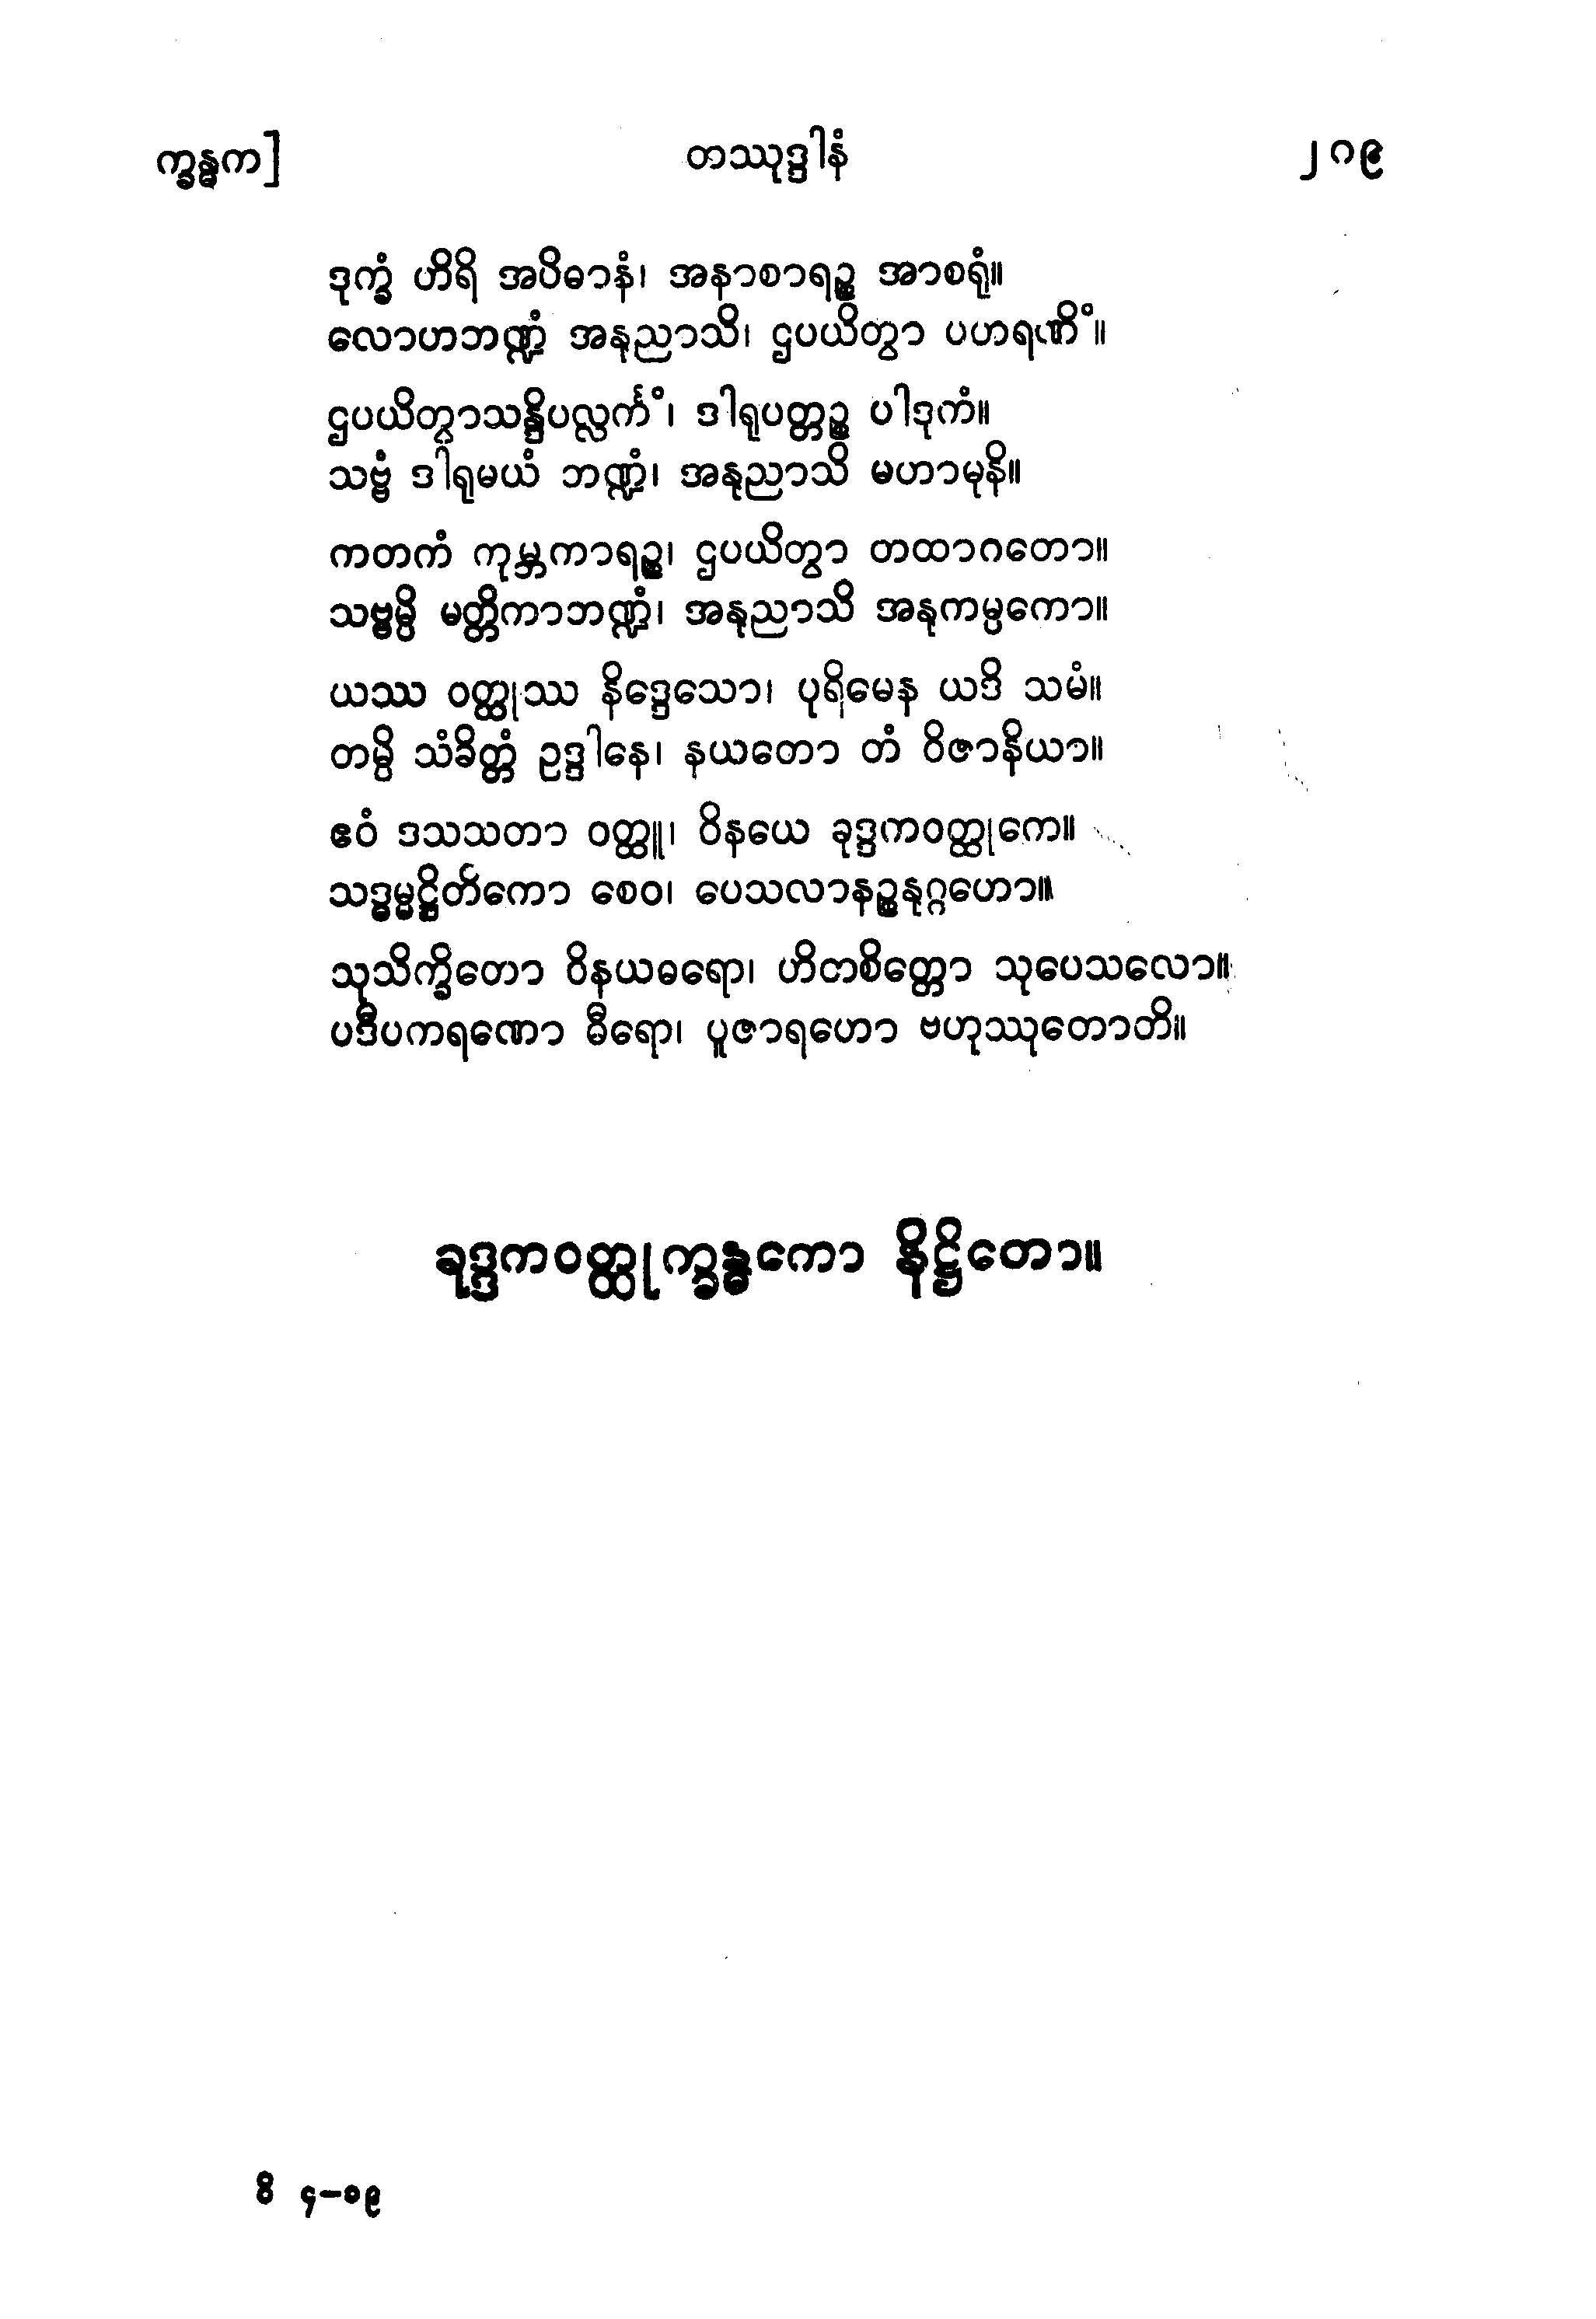 က္ခန္ဓက]
တဿုဒ္ဒါနံ
၂၈၉
ဒုက္ခံ ဟိရိ အပိဓာနံ၊ အနာစာရဉ္စ အာစရုံ။
လောဟဘဏ္ဍံ အနုညာသိ၊ ဌပယိတွာ ပဟရဏိံ။
ဌပယိတွာသန္ဒိပလ္လင်္ကံ၊ ဒါရုပတ္တဉ္စ ပါဒုကံ။
သဗ္ဗံ ဒါရုမယံ ဘဏ္ဍံ၊ အနုညာသိ မဟာမုနိ။
ကတကံ ကုမ္ဘကာရဉ္စ၊ ဌပယိတွာ တထာဂတော။
သဗ္ဗမ္ပိ မတ္တိကာဘဏ္ဍံ၊ အနုညာသိ အနုကမ္ပကော။
ယဿ ဝတ္ထုဿ နိဒ္ဒေသော၊ ပုရိမေန ယဒိ သမံ။
တမ္ပိ သံခိတ္တံ ဥဒ္ဒါနေ၊ နယတော တံ ဝိဇာနိယာ။
ဧဝံ ဒသသတာ ဝတ္ထူ၊ ဝိနယေ ခုဒ္ဒကဝတ္ထုကေ။
သဒ္ဓမ္မဋ္ဌိတိကော စေဝ၊ ပေသလာနဉ္စနုဂ္ဂဟော။
သုသိက္ခိတော ဝိနယဓရော၊ ဟိတစိတ္တော သုပေသလော။
ပဒီပကရဏော ဓီရော၊ ပူဇာရဟော ဗဟုဿုတောတိ။
ခုဒ္ဒကဝတ္ထုက္ခန္ဓကော နိဋ္ဌိတော။
ဝိ ၄-၁၉